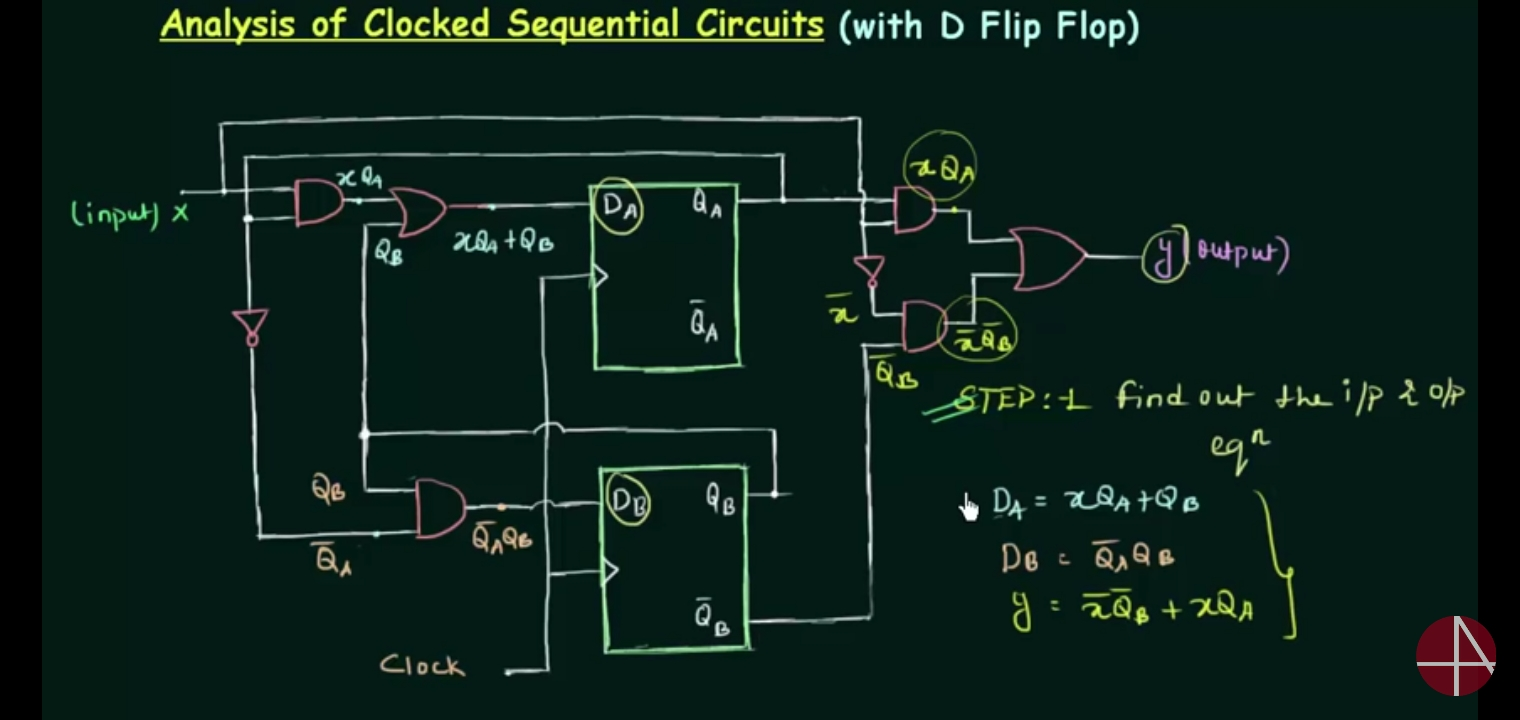 Analysis of Clocked Sequential Circuits (with D Flip Flop)
(input) x
xQA
QB
xQA+QB
DA
QA
Q̅A
xQA
y (output)
x̅
x̅Q̅B
Q̅B
STEP:-1 find out the i/p & o/p
eqⁿ
QB
Q̅A
Q̅AQB
DB
QB
Q̅B
DA = xQA+QB
DB = Q̅AQB
y = x̅Q̅B + xQA
Clock